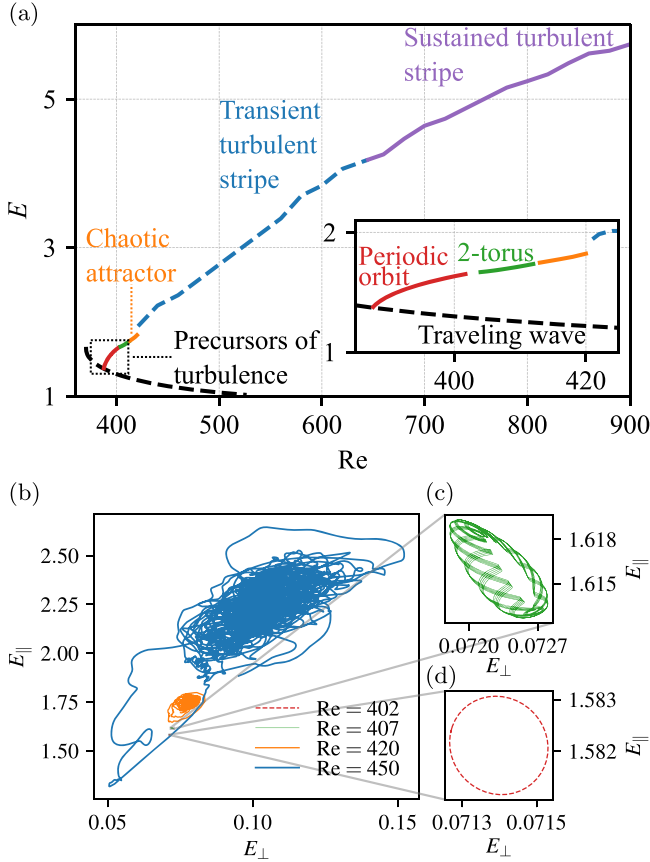 (a)
Sustained turbulent
stripe
Transient
turbulent
stripe
Chaotic
attractor
Precursors of
turbulence
E
5
3
1
400 500 600 700 800 900
Re
2
1
Periodic
orbit
2-torus
Traveling wave
400 420
(b)
E∥
2.50
2.25
2.00
1.75
1.50
0.05 0.10 0.15
E⊥
Re = 402
Re = 407
Re = 420
Re = 450
(c)
1.618
1.615
E∥
0.0720 0.0727
E⊥
(d)
1.583
1.582
E∥
0.0713 0.0715
E⊥